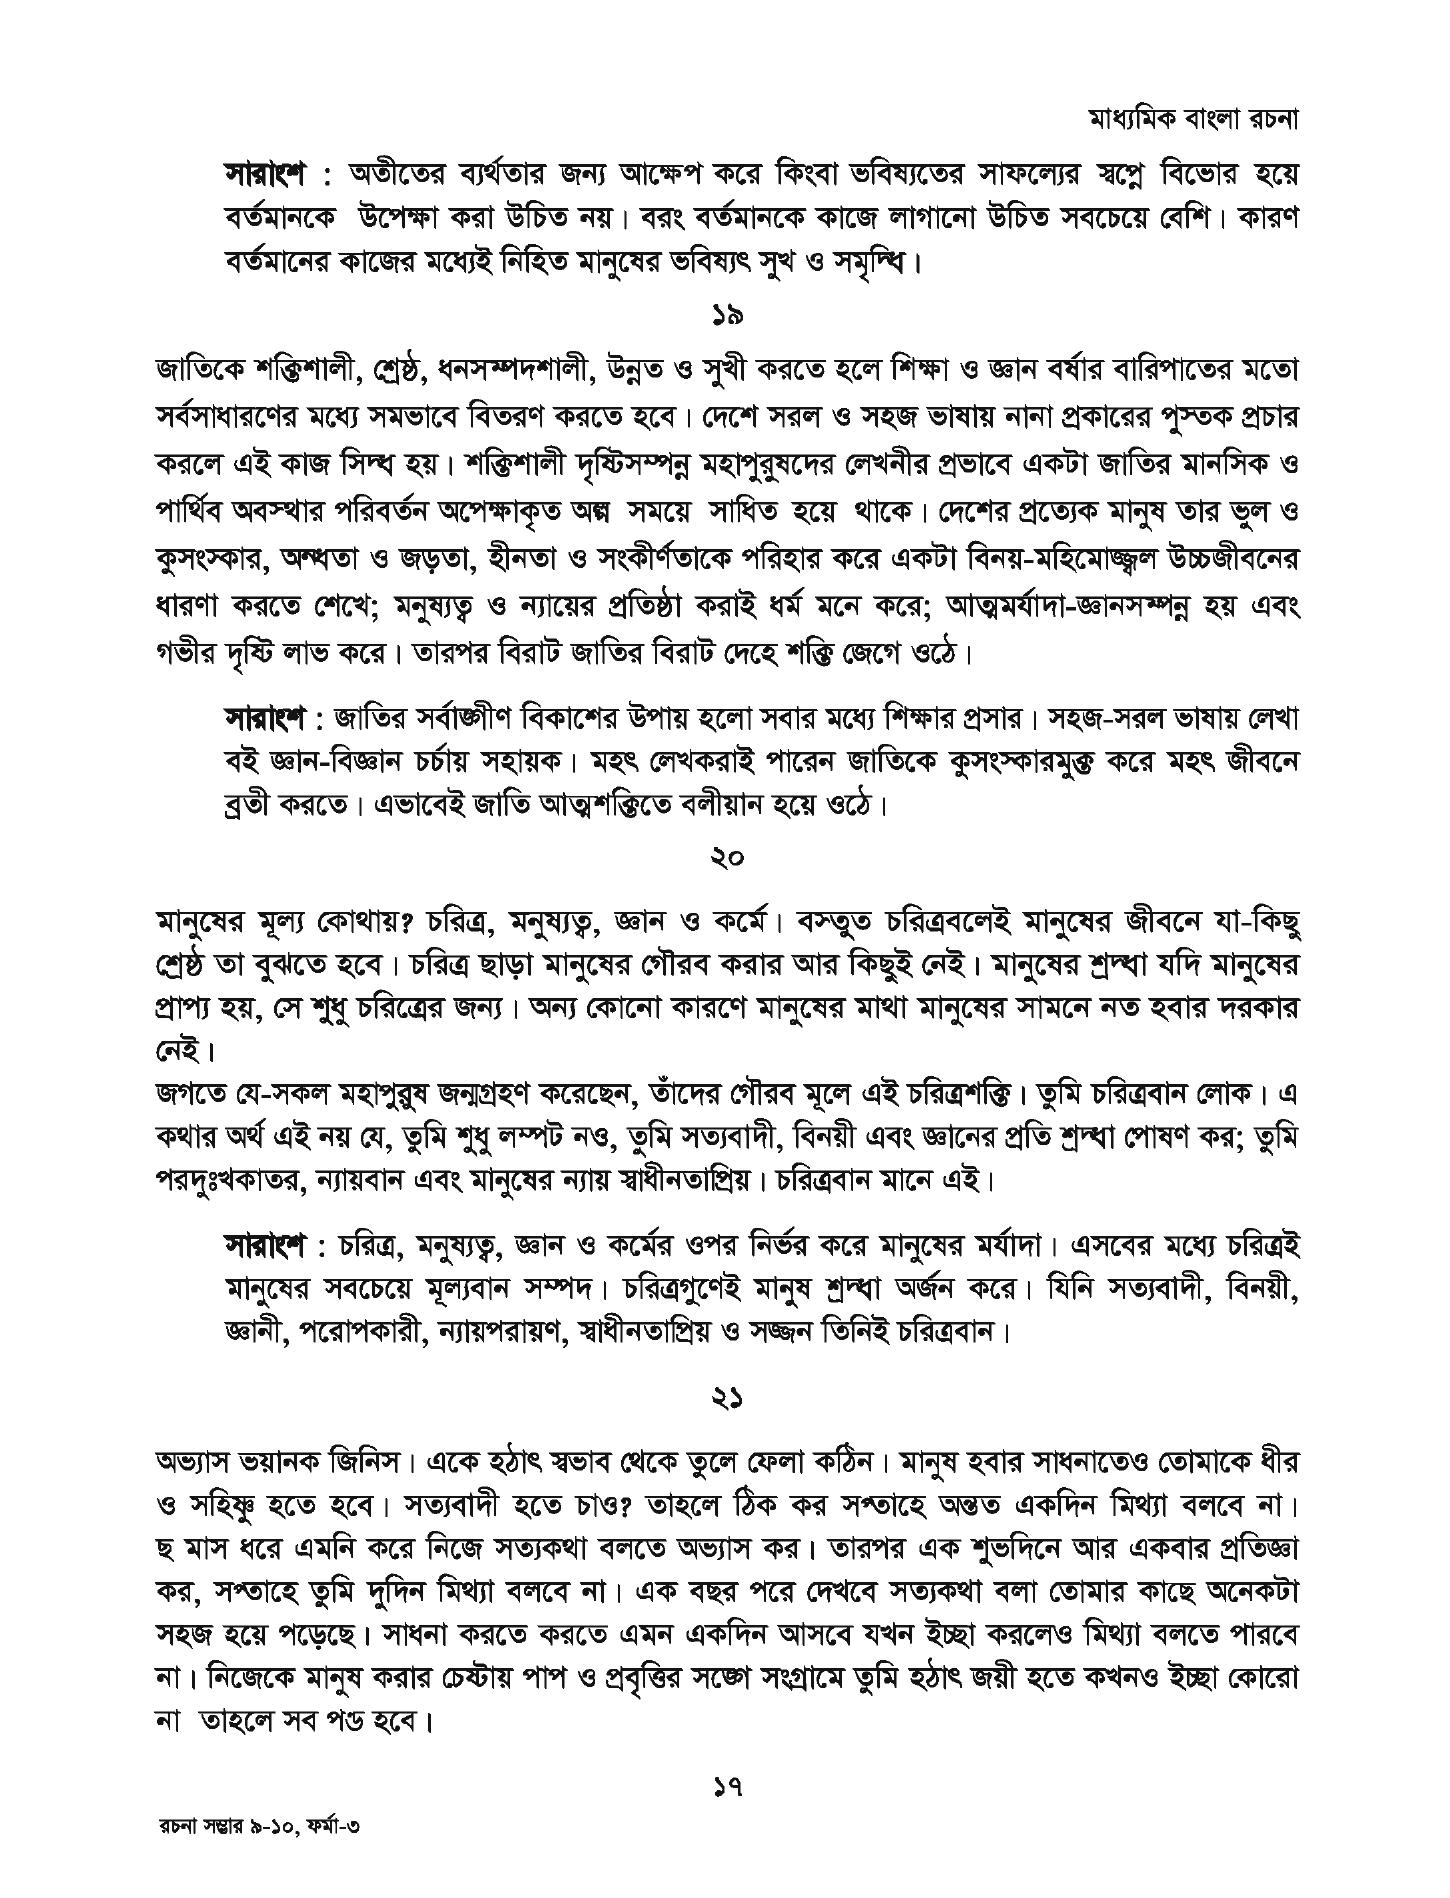 মাধ্যমিক বাংলা রচনা
সারাংশ : অতীতের ব্যর্থতার জন্য আক্ষেপ করে কিংবা ভবিষ্যতের সাফল্যের স্বপ্নে বিভোর হয়ে
বর্তমানকে উপেক্ষা করা উচিত নয়। বরং বর্তমানকে কাজে লাগানো উচিত সবচেয়ে বেশি। কারণ
বর্তমানের কাজের মধ্যেই নিহিত মানুষের ভবিষ্যৎ সুখ ও সমৃদ্ধি।
১৯
জাতিকে শক্তিশালী, শ্রেষ্ঠ, ধনসম্পদশালী, উন্নত ও সুখী করতে হলে শিক্ষা ও জ্ঞান বর্ষার বারিপাতের মতো
সর্বসাধারণের মধ্যে সমভাবে বিতরণ করতে হবে। দেশে সরল ও সহজ ভাষায় নানা প্রকারের পুস্তক প্রচার
করলে এই কাজ সিদ্ধ হয়। শক্তিশালী দৃষ্টিসম্পন্ন মহাপুরুষদের লেখনীর প্রভাবে একটা জাতির মানসিক ও
পার্থিব অবস্থার পরিবর্তন অপেক্ষাকৃত অল্প সময়ে সাধিত হয়ে থাকে। দেশের প্রত্যেক মানুষ তার ভুল ও
কুসংস্কার, অন্ধতা ও জড়তা, হীনতা ও সংকীর্ণতাকে পরিহার করে একটা বিনয়-মহিমোজ্জ্বল উচ্চজীবনের
ধারণা করতে শেখে; মনুষ্যত্ব ও ন্যায়ের প্রতিষ্ঠা করাই ধর্ম মনে করে; আত্মমর্যাদা-জ্ঞানসম্পন্ন হয় এবং
গভীর দৃষ্টি লাভ করে। তারপর বিরাট জাতির বিরাট দেহে শক্তি জেগে ওঠে।
সারাংশ : জাতির সর্বাঙ্গীণ বিকাশের উপায় হলো সবার মধ্যে শিক্ষার প্রসার। সহজ-সরল ভাষায় লেখা
বই জ্ঞান-বিজ্ঞান চর্চায় সহায়ক। মহৎ লেখকরাই পারেন জাতিকে কুসংস্কারমুক্ত করে মহৎ জীবনে
ব্রতী করতে। এভাবেই জাতি আত্মশক্তিতে বলীয়ান হয়ে ওঠে।
২০
মানুষের মূল্য কোথায়? চরিত্র, মনুষ্যত্ব, জ্ঞান ও কর্মে। বস্তুত চরিত্রবলেই মানুষের জীবনে যা-কিছু
শ্রেষ্ঠ তা বুঝতে হবে। চরিত্র ছাড়া মানুষের গৌরব করার আর কিছুই নেই। মানুষের শ্রদ্ধা যদি মানুষের
প্রাপ্য হয়, সে শুধু চরিত্রের জন্য। অন্য কোনো কারণে মানুষের মাথা মানুষের সামনে নত হবার দরকার
নেই।
জগতে যে-সকল মহাপুরুষ জন্মগ্রহণ করেছেন, তাঁদের গৌরব মূলে এই চরিত্রশক্তি। তুমি চরিত্রবান লোক। এ
কথার অর্থ এই নয় যে, তুমি শুধু লম্পট নও, তুমি সত্যবাদী, বিনয়ী এবং জ্ঞানের প্রতি শ্রদ্ধা পোষণ কর; তুমি
পরদুঃখকাতর, ন্যায়বান এবং মানুষের ন্যায় স্বাধীনতাপ্রিয়। চরিত্রবান মানে এই।
সারাংশ : চরিত্র, মনুষ্যত্ব, জ্ঞান ও কর্মের ওপর নির্ভর করে মানুষের মর্যাদা। এসবের মধ্যে চরিত্রই
মানুষের সবচেয়ে মূল্যবান সম্পদ। চরিত্রগুণেই মানুষ শ্রদ্ধা অর্জন করে। যিনি সত্যবাদী, বিনয়ী,
জ্ঞানী, পরোপকারী, ন্যায়পরায়ণ, স্বাধীনতাপ্রিয় ও সজ্জন তিনিই চরিত্রবান।
২১
অভ্যাস ভয়ানক জিনিস। একে হঠাৎ স্বভাব থেকে তুলে ফেলা কঠিন। মানুষ হবার সাধনাতেও তোমাকে ধীর
ও সহিষ্ণু হতে হবে। সত্যবাদী হতে চাও? তাহলে ঠিক কর সপ্তাহে অন্তত একদিন মিথ্যা বলবে না।
ছ মাস ধরে এমনি করে নিজে সত্যকথা বলতে অভ্যাস কর। তারপর এক শুভদিনে আর একবার প্রতিজ্ঞা
কর, সপ্তাহে তুমি দুদিন মিথ্যা বলবে না। এক বছর পরে দেখবে সত্যকথা বলা তোমার কাছে অনেকটা
সহজ হয়ে পড়েছে। সাধনা করতে করতে এমন একদিন আসবে যখন ইচ্ছা করলেও মিথ্যা বলতে পারবে
না। নিজেকে মানুষ করার চেষ্টায় পাপ ও প্রবৃত্তির সঙ্গে সংগ্রামে তুমি হঠাৎ জয়ী হতে কখনও ইচ্ছা কোরো
না তাহলে সব পণ্ড হবে।
১৭
রচনা সম্ভার ৯-১০, ফর্মা-৩